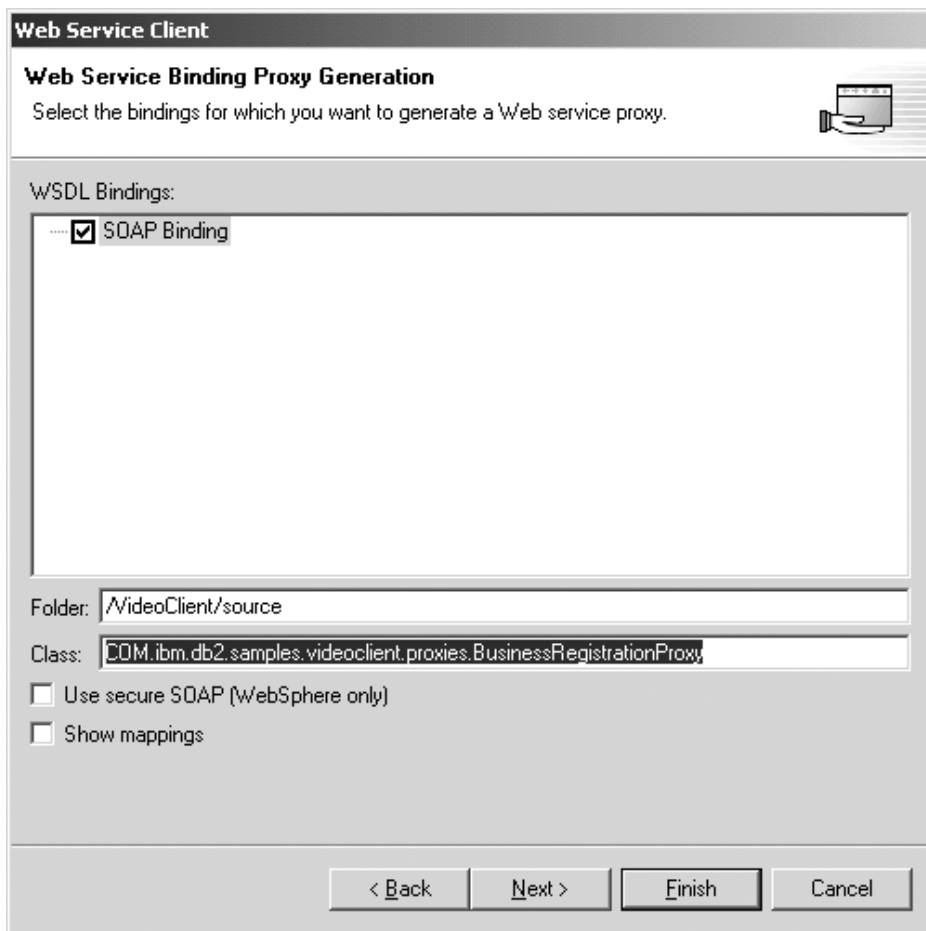 Web Service Client
Web Service Binding Proxy Generation
Select the bindings for which you want to generate a Web service proxy.
WSDL Bindings:
SOAP Binding
Folder: /VideoClient/source
Class: COM.ibm.db2.samples.videoclient.proxies.BusinessRegistrationProxy
Use secure SOAP (WebSphere only)
Show mappings
< Back Next > Finish Cancel